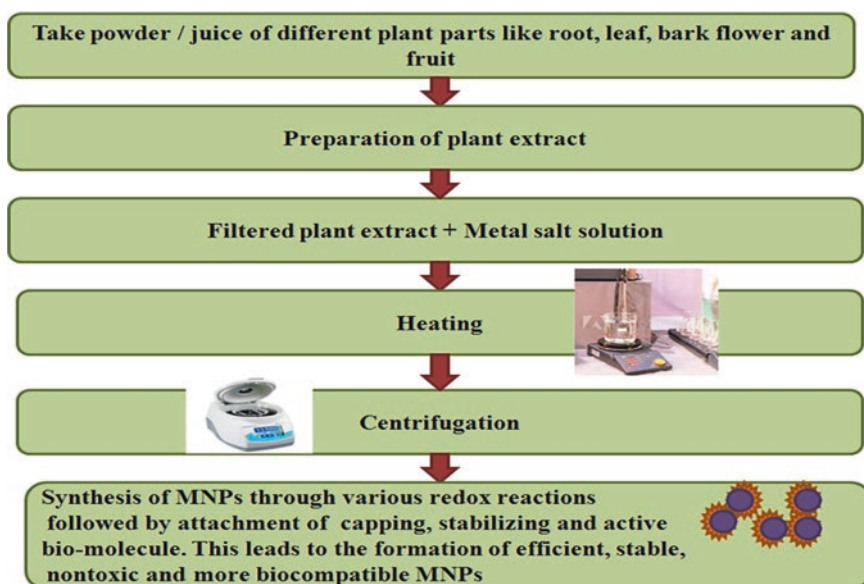 Take powder / juice of different plant parts like root, leaf, bark flower and
fruit
Preparation of plant extract
Filtered plant extract + Metal salt solution
Heating
Centrifugation
Synthesis of MNPs through various redox reactions
followed by attachment of capping, stabilizing and active
bio-molecule. This leads to the formation of efficient, stable,
nontoxic and more biocompatible MNPs